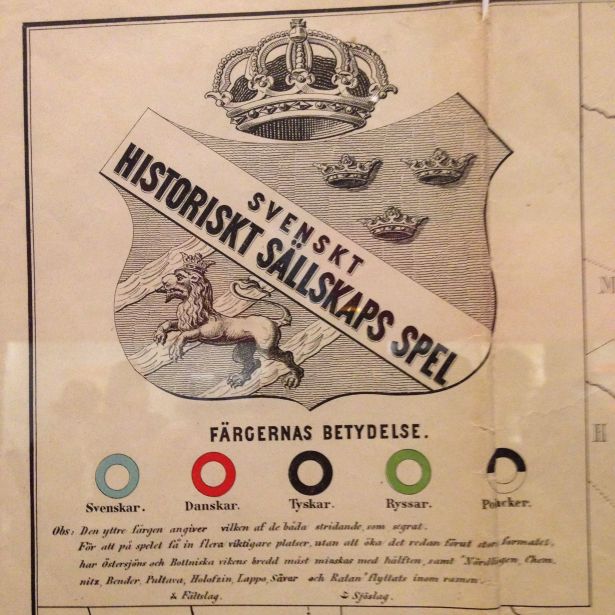 SVENSKT
HISTORISKT SÄLLSKAPS SPEL
FÄRGERNAS BETYDELSE.
Svenskar. Danskar. Tyskar. Ryssar. Polacker.
Obs: Den yttre färgen angiver vilken af de båda stridande, som segrat.
För att på spelet få in flera viktigare platser, utan att öka det redan förut stora formatet,
har Östersjöns och Bottniska vikens bredd måst minskas med hälften, samt Nördlingen, Chem
nitz, Bender, Pultava, Holofzin, Lappo, Sävar och Ratan flyttats inom ramen.
Fältslag. Sjöslag.
M
H